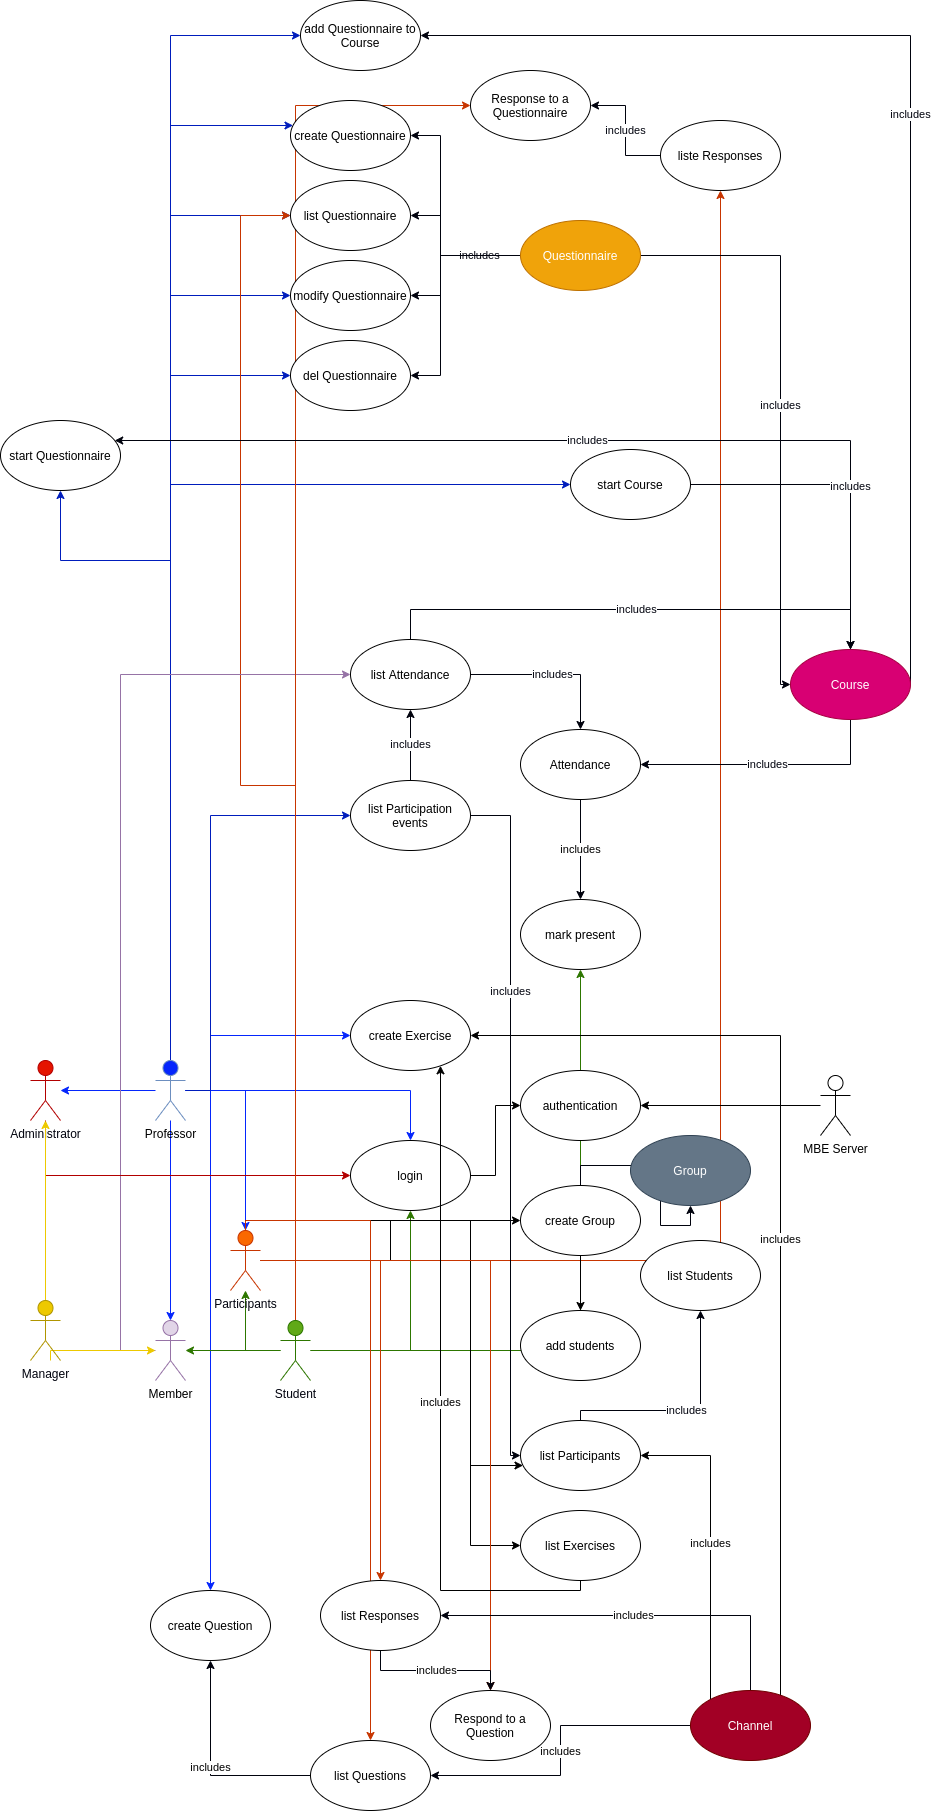 add Questionnaire to
Course
Response to a
Questionnaire
includes
includes
create Questionnaire
liste Responses
list Questionnaire
includes
Questionnaire
modify Questionnaire
del Questionnaire
includes
includes
start Questionnaire
start Course
includes
includes
list Attendance
includes
Course
includes
Attendance
includes
list Participation
events
includes
mark present
includes
create Exercise
authentication
Administrator
Professor
MBE Server
login
Group
create Group
includes
list Students
Participants
add students
Manager
Member
Student
includes
includes
list Participants
includes
list Exercises
create Question
list Responses
includes
includes
Respond to a
Question
Channel
includes
includes
list Questions